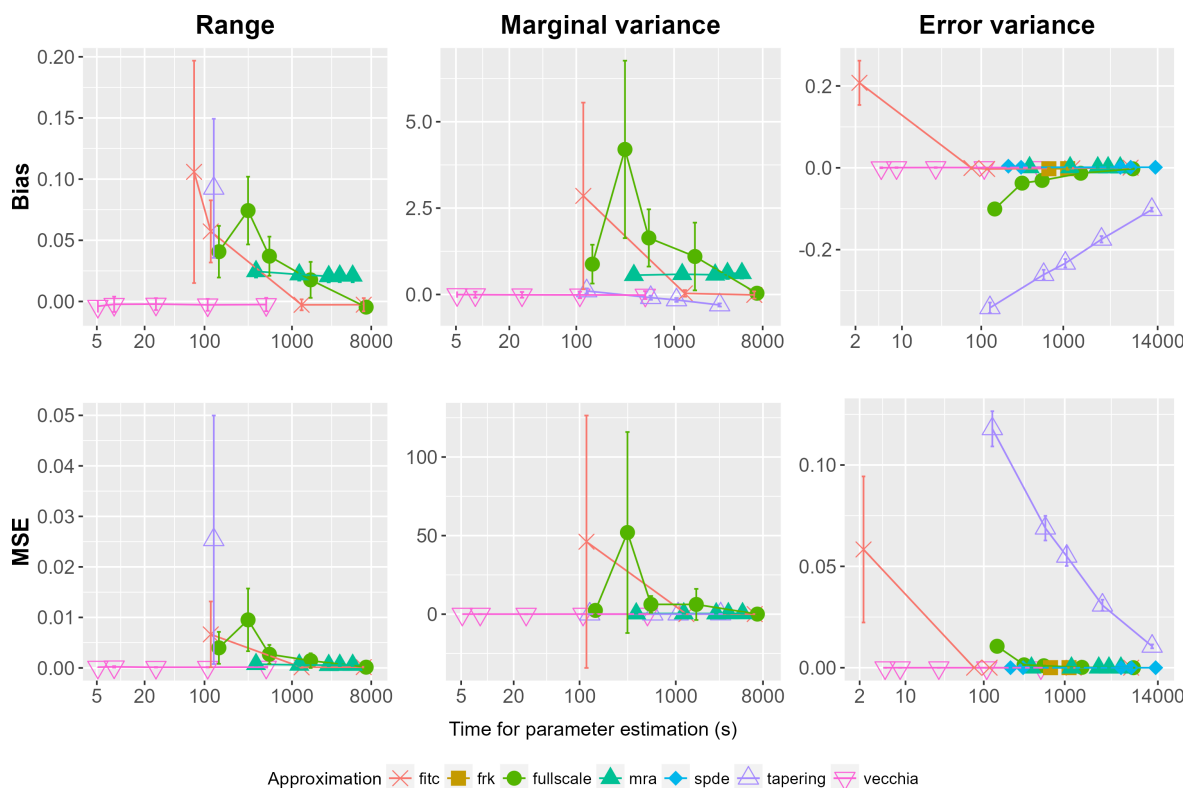 Range
Marginal variance
Error variance
Bias
0.20
0.15
0.10
0.05
0.00
5 20 100 1000 8000
5.0
2.5
0.0
5 20 100 1000 8000
0.2
0.0
-0.2
2 10 100 1000 14000
MSE
0.05
0.04
0.03
0.02
0.01
0.00
5 20 100 1000 8000
100
50
0
5 20 100 1000 8000
0.10
0.05
0.00
2 10 100 1000 14000
Time for parameter estimation (s)
Approximation fitc frk fullscale mra spde tapering vecchia